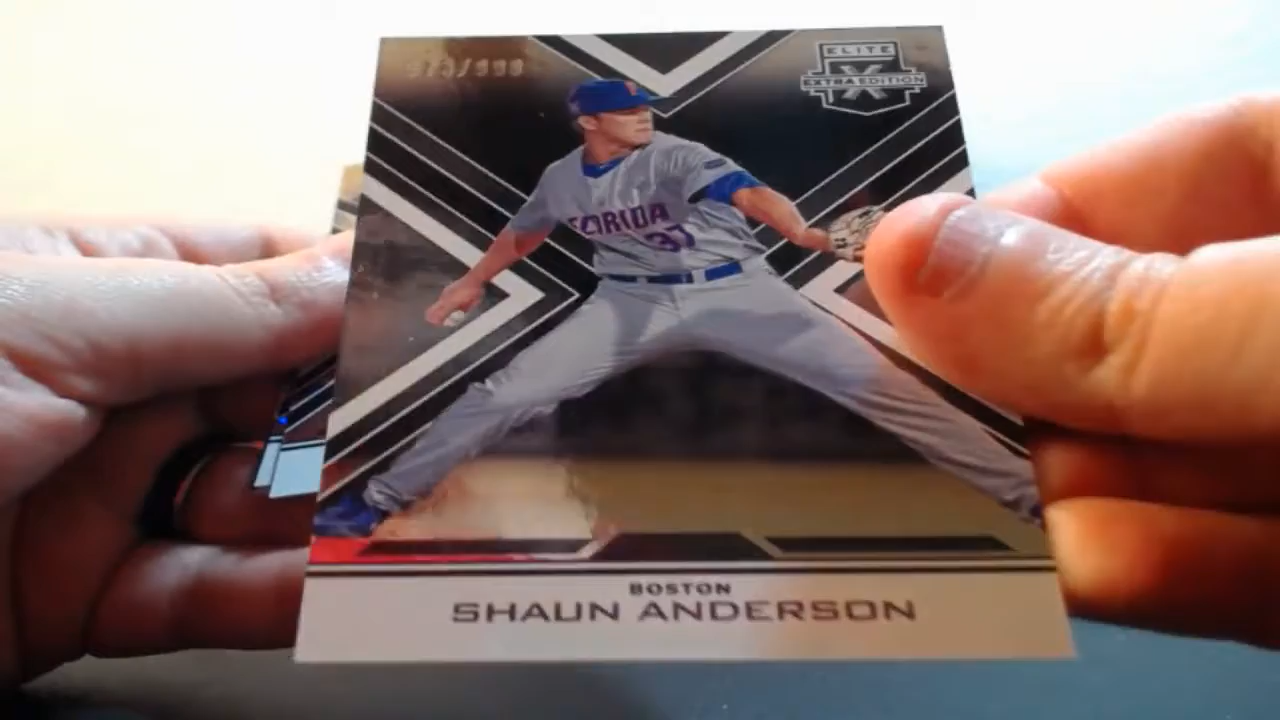 ELITE
EXTRA EDITION
FLORIDA
37
BOSTON
SHAUN ANDERSON